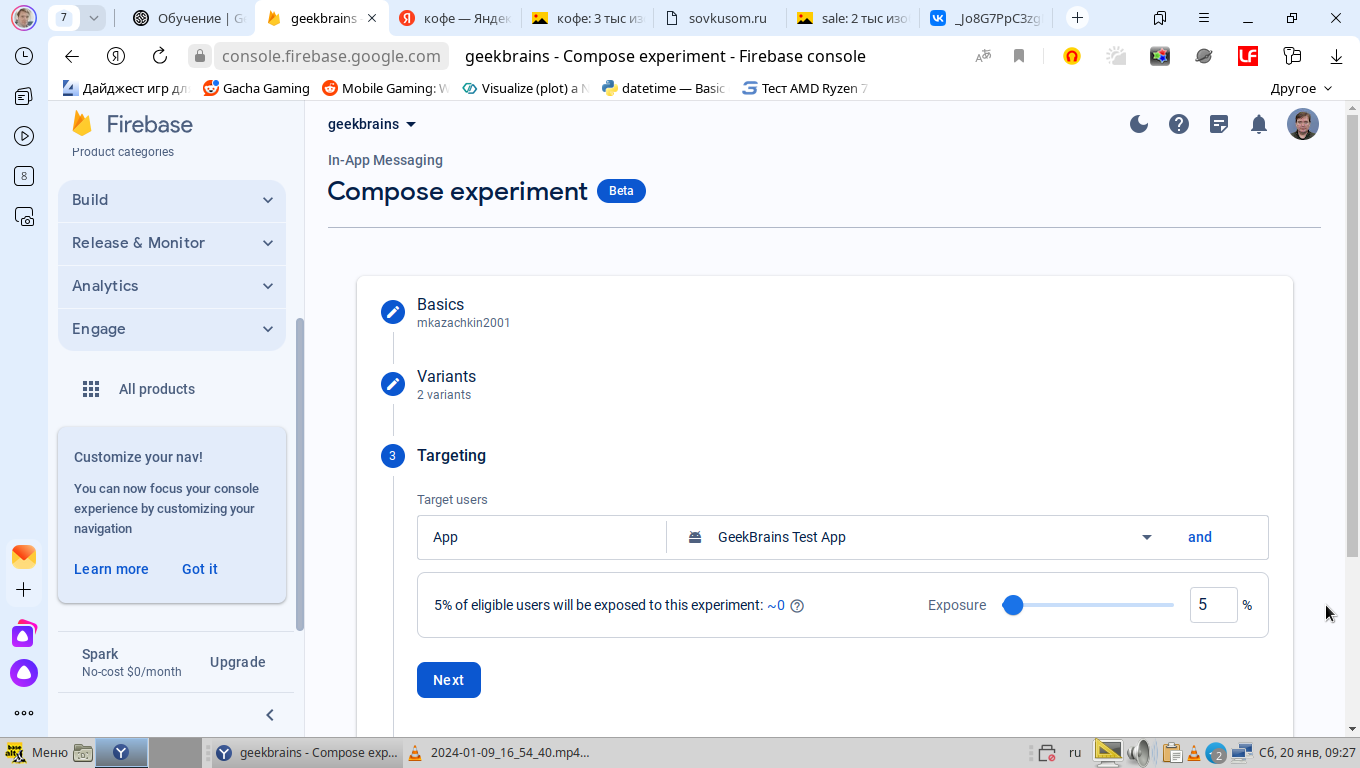 7
Обучение | Ge
geekbrains
кофе — Яндек
кофе: 3 тыс из
sovkusom.ru
sale: 2 тыс изо
_Jo8G7PpC3zg
console.firebase.google.com
geekbrains - Compose experiment - Firebase console
Дайджест игр дл
Gacha Gaming
Mobile Gaming: W
Visualize (plot) a N
datetime — Basic
Тест AMD Ryzen 7
Другое
8
Firebase
Product categories
Build
Release & Monitor
Analytics
Engage
All products
Customize your nav!
You can now focus your console
experience by customizing your
navigation
Learn more
Got it
Spark
No-cost $0/month
Upgrade
geekbrains
In-App Messaging
Compose experiment
Beta
Basics
mkazachkin2001
Variants
2 variants
3
Targeting
Target users
App
GeekBrains Test App
and
5% of eligible users will be exposed to this experiment: ~0
Exposure
5
%
Next
base alt
Меню
geekbrains - Compose exp...
2024-01-09_16_54_40.mp4...
ru
2
Сб, 20 янв, 09:27